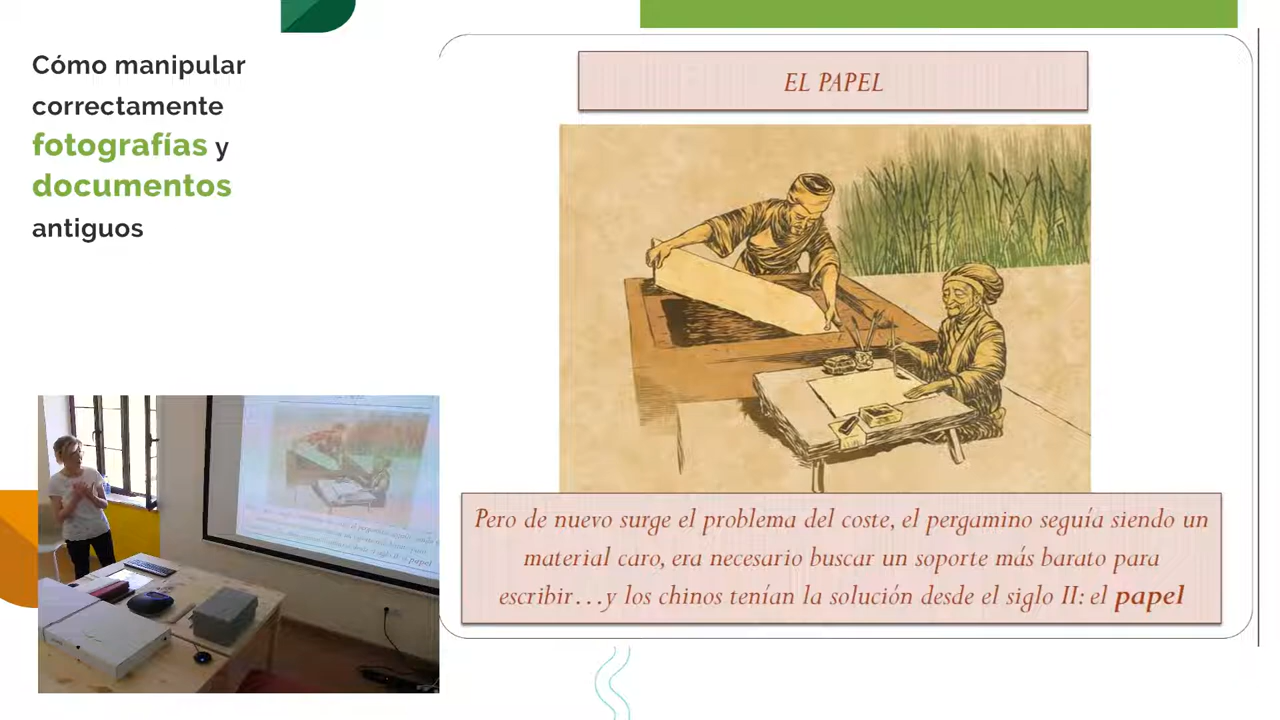 Cómo manipular
correctamente
fotografías y
documentos
antiguos
EL PAPEL
Pero de nuevo surge el problema del coste, el pergamino seguía siendo un
material caro, era necesario buscar un soporte más barato para
escribir...y los chinos tenían la solución desde el siglo II: el papel